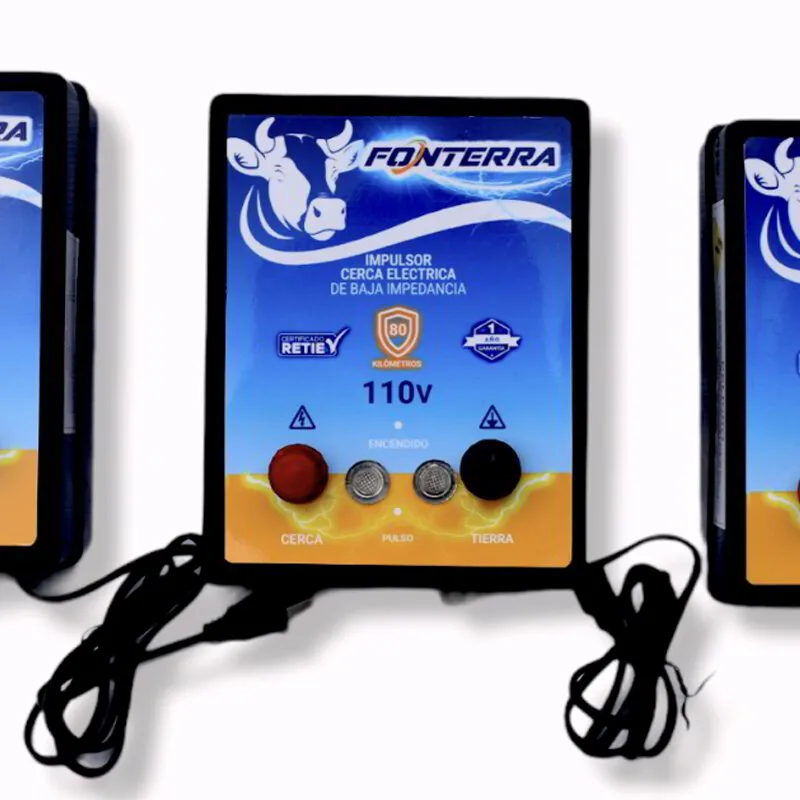 RA
FONTERRA
IMPULSOR
CERCA ELECTRICA
DE BAJA IMPEDANCIA
CERTIFICADO
RETIE
80
KILÓMETROS
1
AÑO
GARANTÍA
110V
ENCENDIDO
CERCA
PULSO
TIERRA